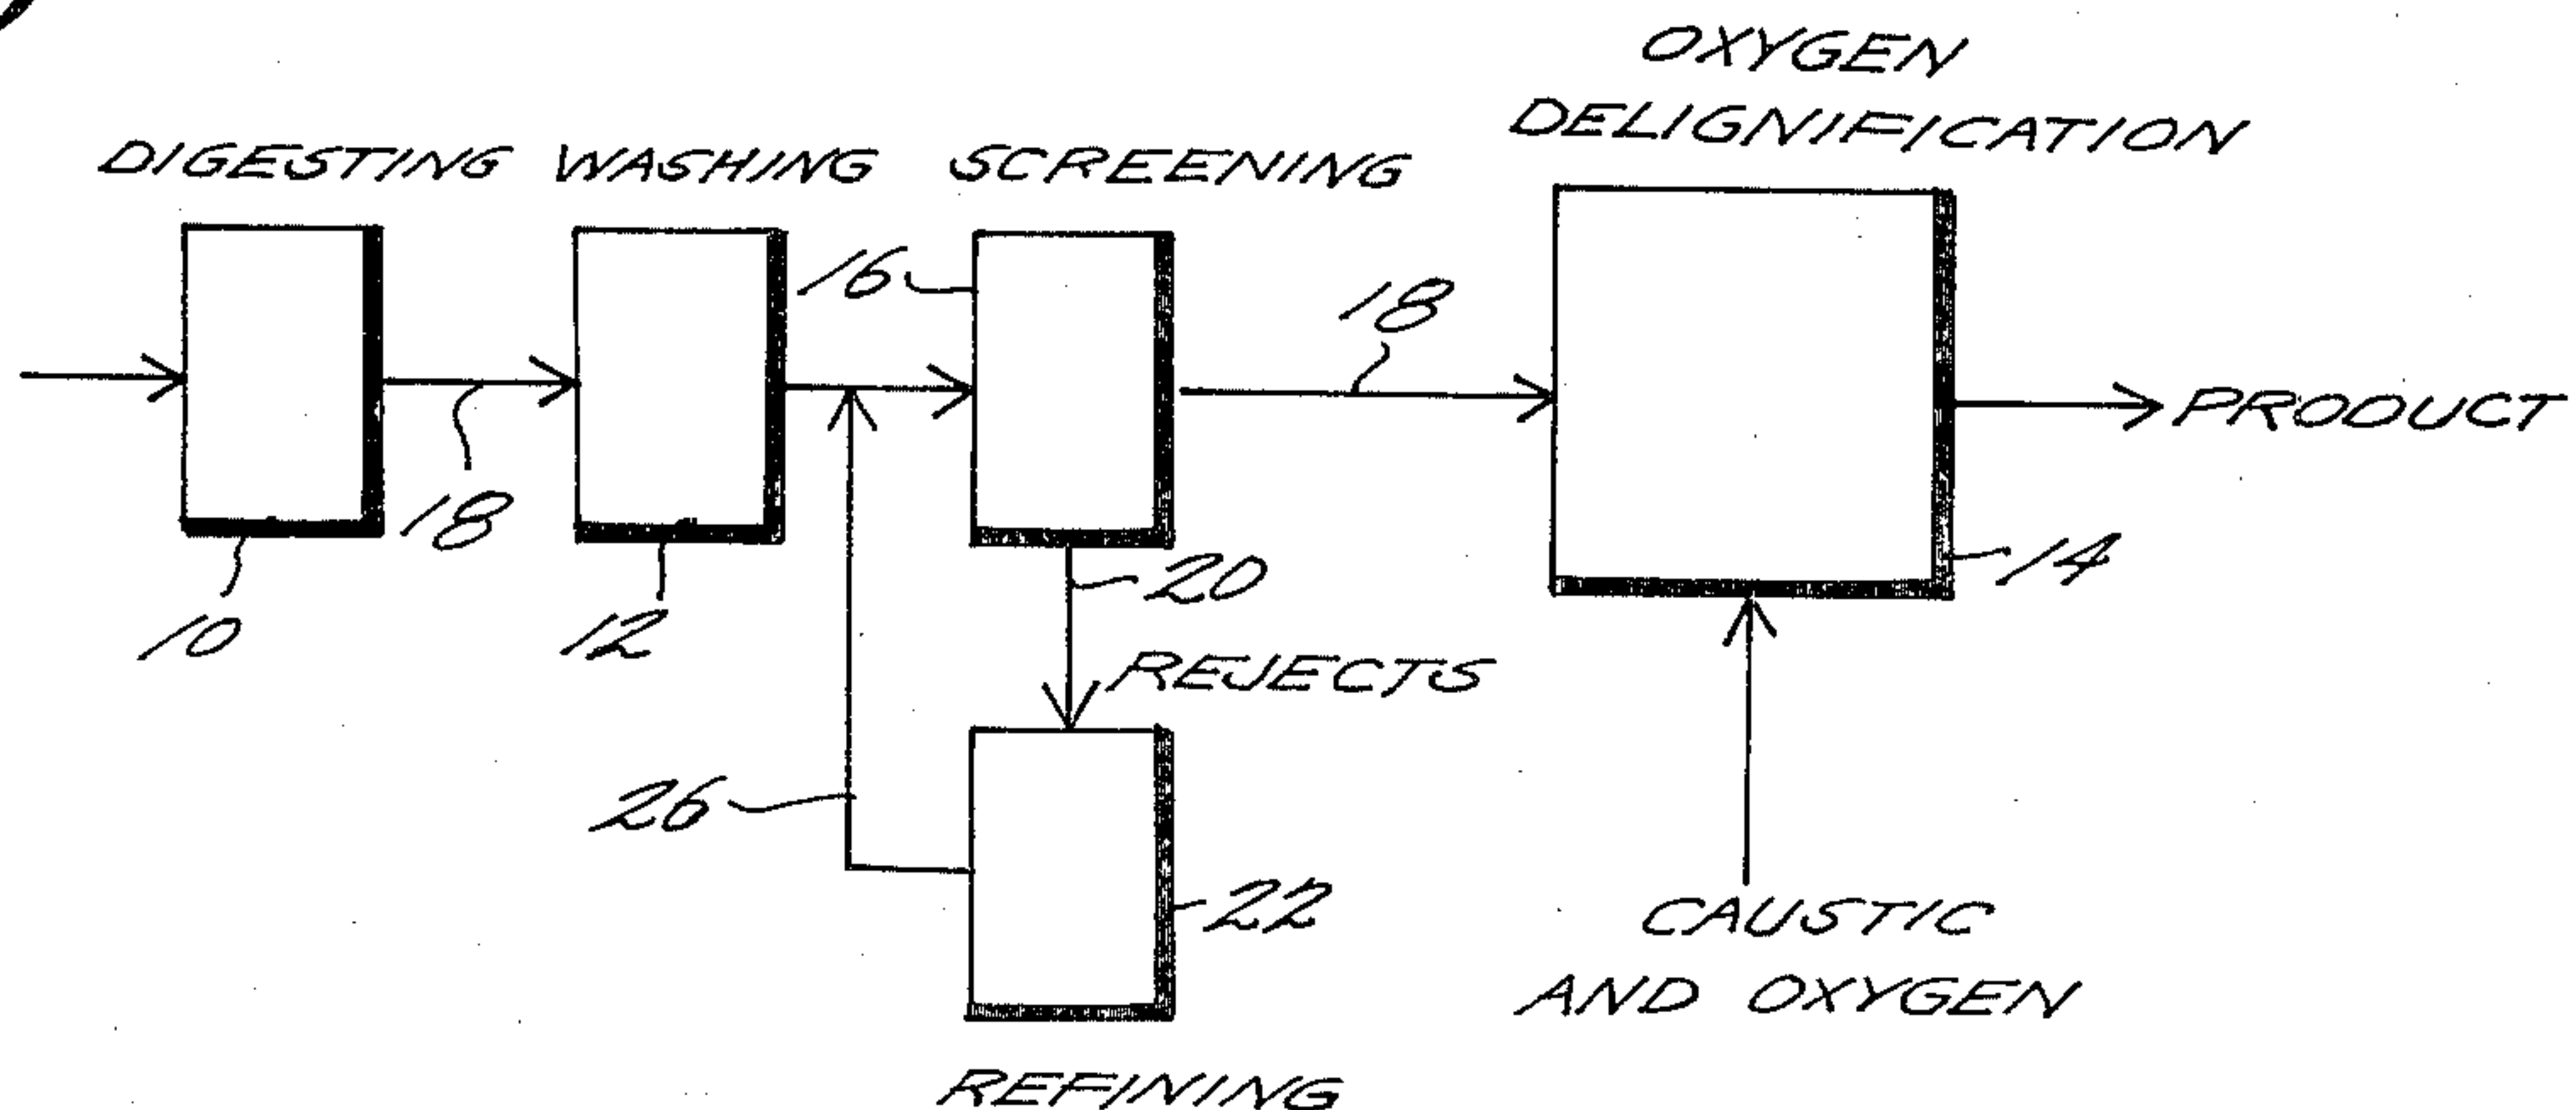 OXYGEN
DELIGNIFICATION
DIGESTING WASHING SCREENING
16
18
PRODUCT
18
20
14
10
12
REJECTS
26
22
CAUSTIC
AND OXYGEN
REFINING